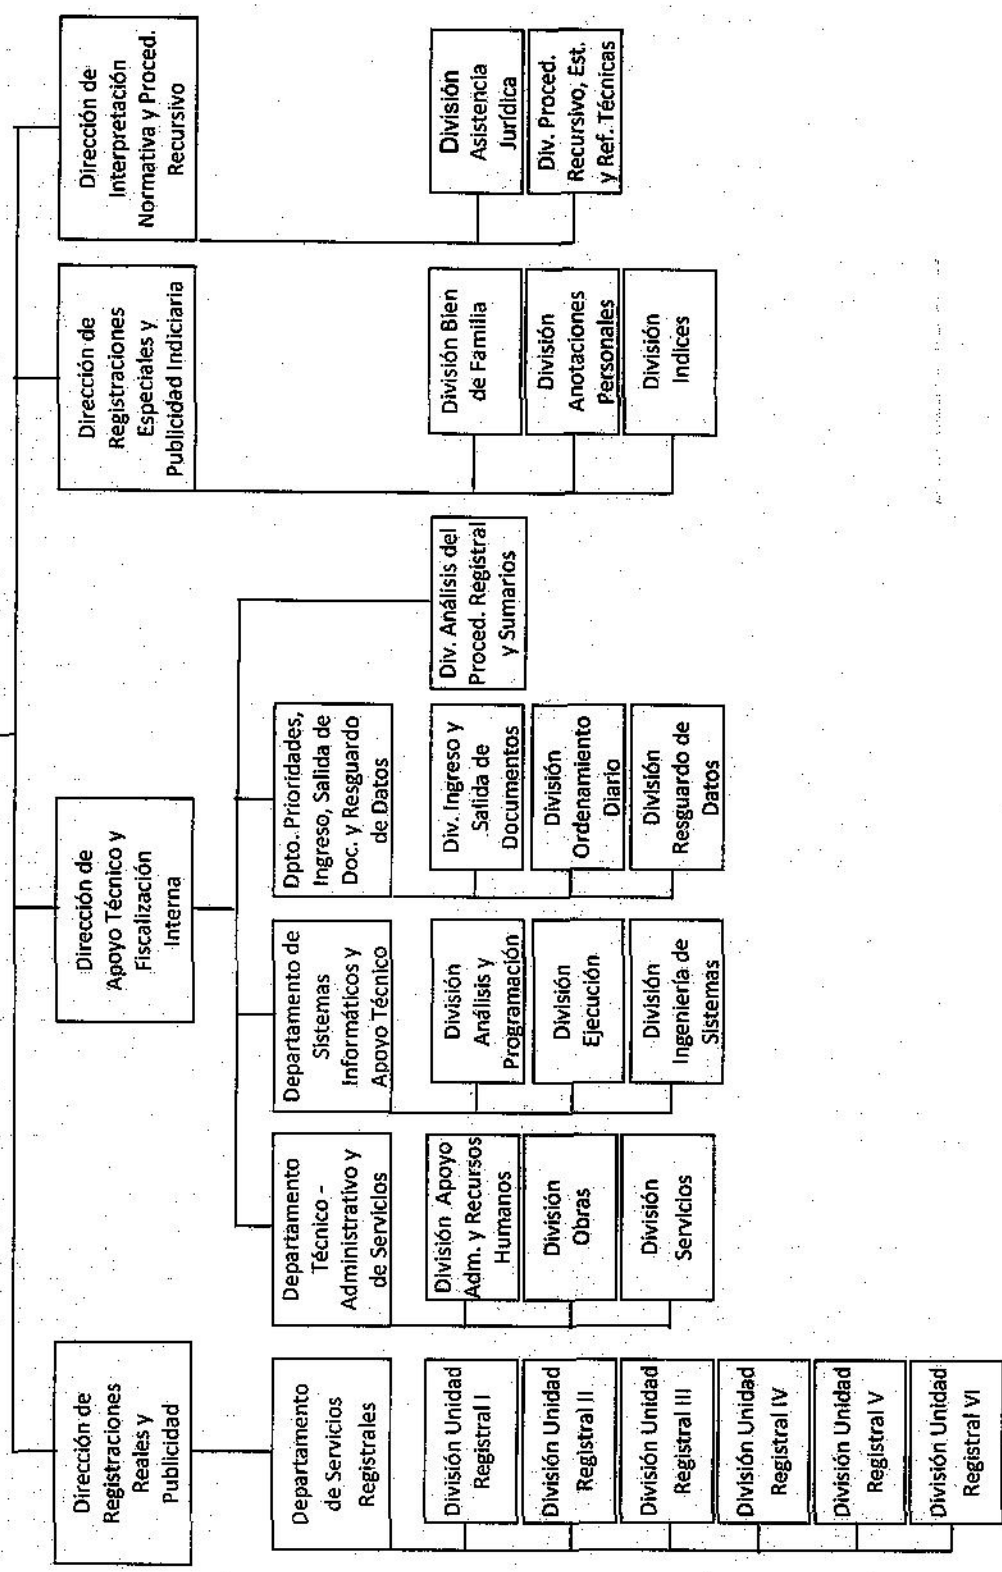 Dirección de
Registraciones
Reales y
Publicidad
Departamento
de Servicios
Registrales
División Unidad
Registral I
División Unidad
Registral II
División Unidad
Registral III
División Unidad
Registral IV
División Unidad
Registral V
División Unidad
Registral VI
Dirección de
Apoyo Técnico y
Fiscalización
Interna
Departamento
Técnico -
Administrativo y
de Servicios
División Apoyo
Adm. y Recursos
Humanos
División
Obras
División
Servicios
Departamento de
Sistemas
Informáticos y
Apoyo Técnico
División
Análisis y
Programación
División
Ejecución
División
Ingeniería de
Sistemas
Dpto. Prioridades,
Ingreso, Salida de
Doc. y Resguardo
de Datos
Div. Ingreso y
Salida de
Documentos
División
Ordenamiento
Diario
División
Resguardo de
Datos
Div. Análisis del
Proced. Registral
y Sumarios
Dirección de
Registraciones
Especiales y
Publicidad Indiciaria
División Bien
de Familia
División
Anotaciones
Personales
División
Indices
Dirección de
Interpretación
Normativa y Proced.
Recursivo
División
Asistencia
Jurídica
Div. Proced.
Recursivo, Est.
y Ref. Técnicas